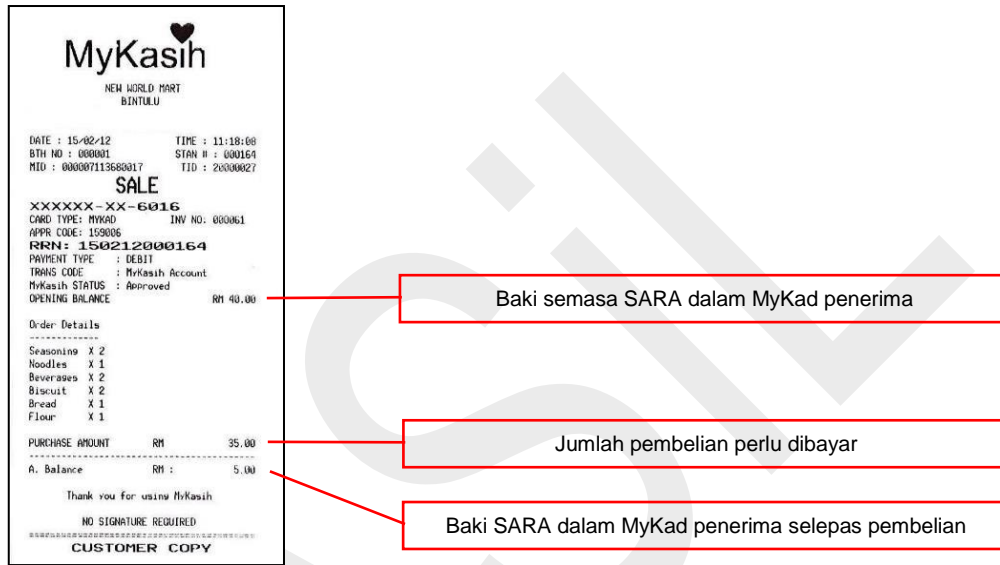 MyKasih
NEW WORLD MART
BINTULU
DATE : 15/02/12 TIME : 11:18:08
BTH NO : 000001 STAN # : 000164
MID : 000007113680017 TID : 20000027
SALE
XXXXXX-XX-6016
CARD TYPE: MYKAD INV NO: 000061
APPR CODE: 159006
RRN: 150212000164
PAYMENT TYPE : DEBIT
TRANS CODE : MyKasih Account
MyKasih STATUS : Approved
OPENING BALANCE RM 40.00
Baki semasa SARA dalam MyKad penerima
Order Details
-------------
Seasoning X 2
Noodles X 1
Beverages X 2
Biscuit X 2
Bread X 1
Flour X 1
PURCHASE AMOUNT RM 35.00
Jumlah pembelian perlu dibayar
A. Balance RM : 5.00
Baki SARA dalam MyKad penerima selepas pembelian
Thank you for using MyKasih
NO SIGNATURE REQUIRED
CUSTOMER COPY